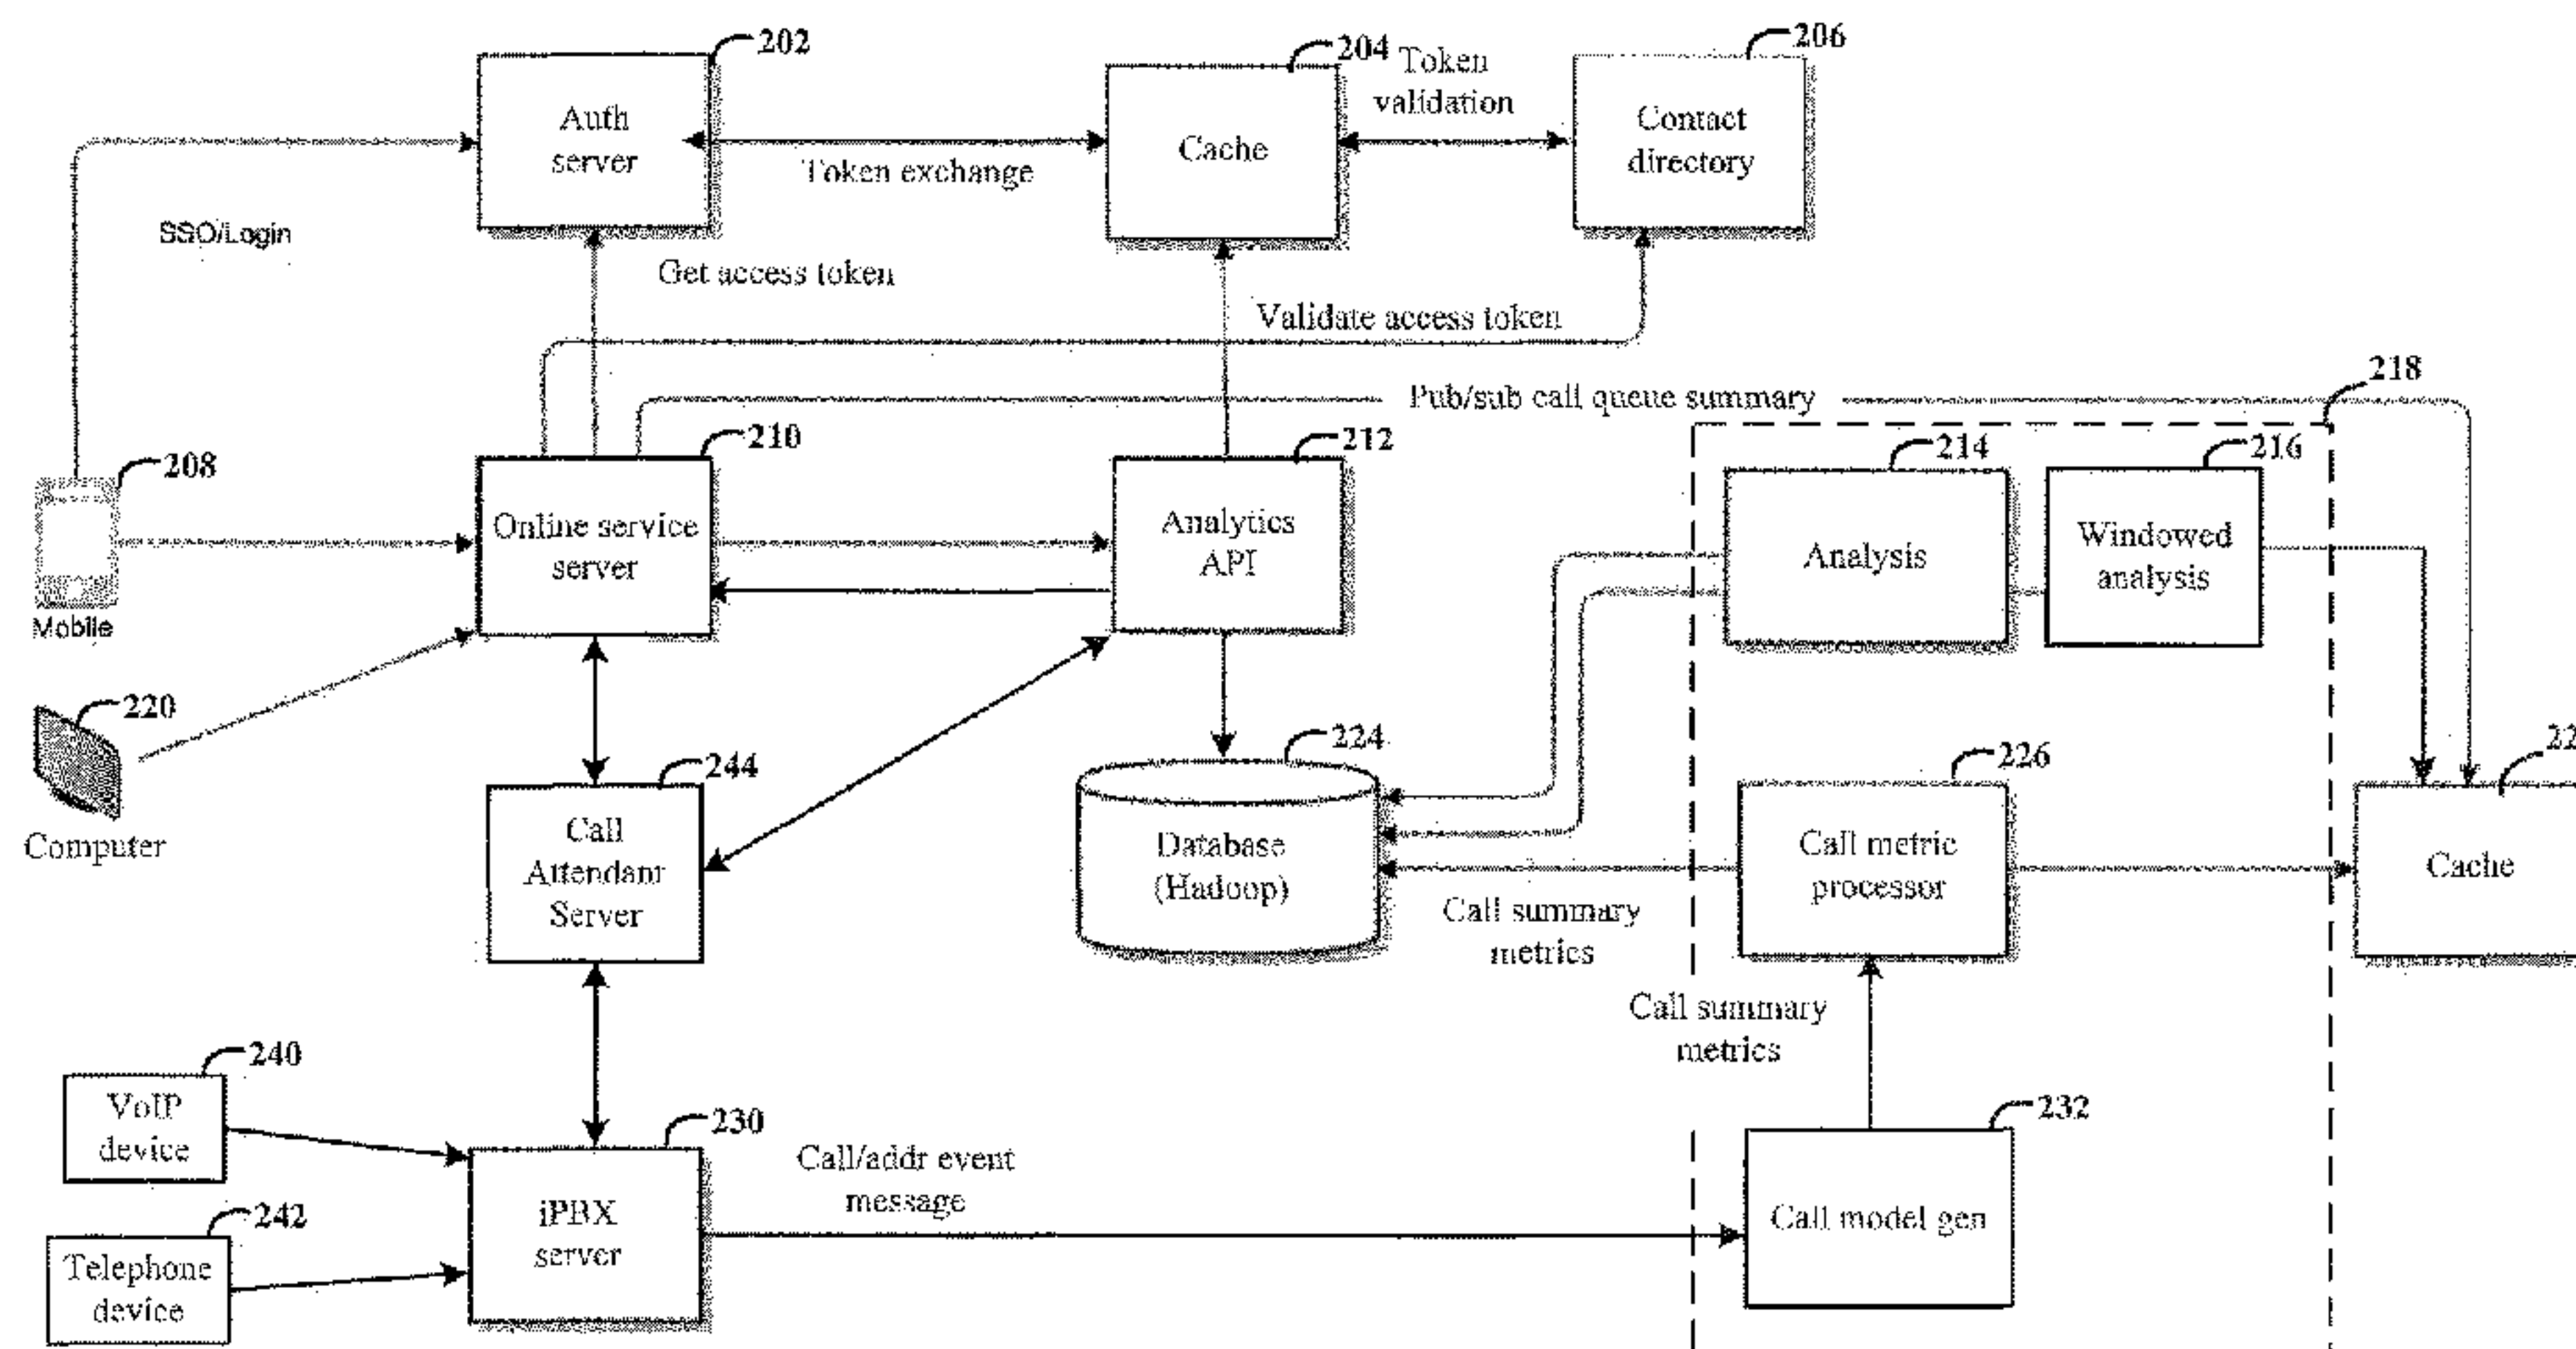 202
204
206
Token
validation
Auth
server
Cache
Contact
directory
Token exchange
SSO/Login
Get access token
Validate access token
218
Pub/sub call queue summary
208
210
212
214
216
Online service
server
Analytics
API
Analysis
Windowed
analysis
Mobile
220
Computer
244
Call
Attendant
Server
224
Database
(Hadoop)
226
Call metric
processor
22
Cache
Call summary
metrics
Call summary
metrics
240
VoIP
device
242
Telephone
device
230
iPBX
server
Call/addr event
message
232
Call model gen